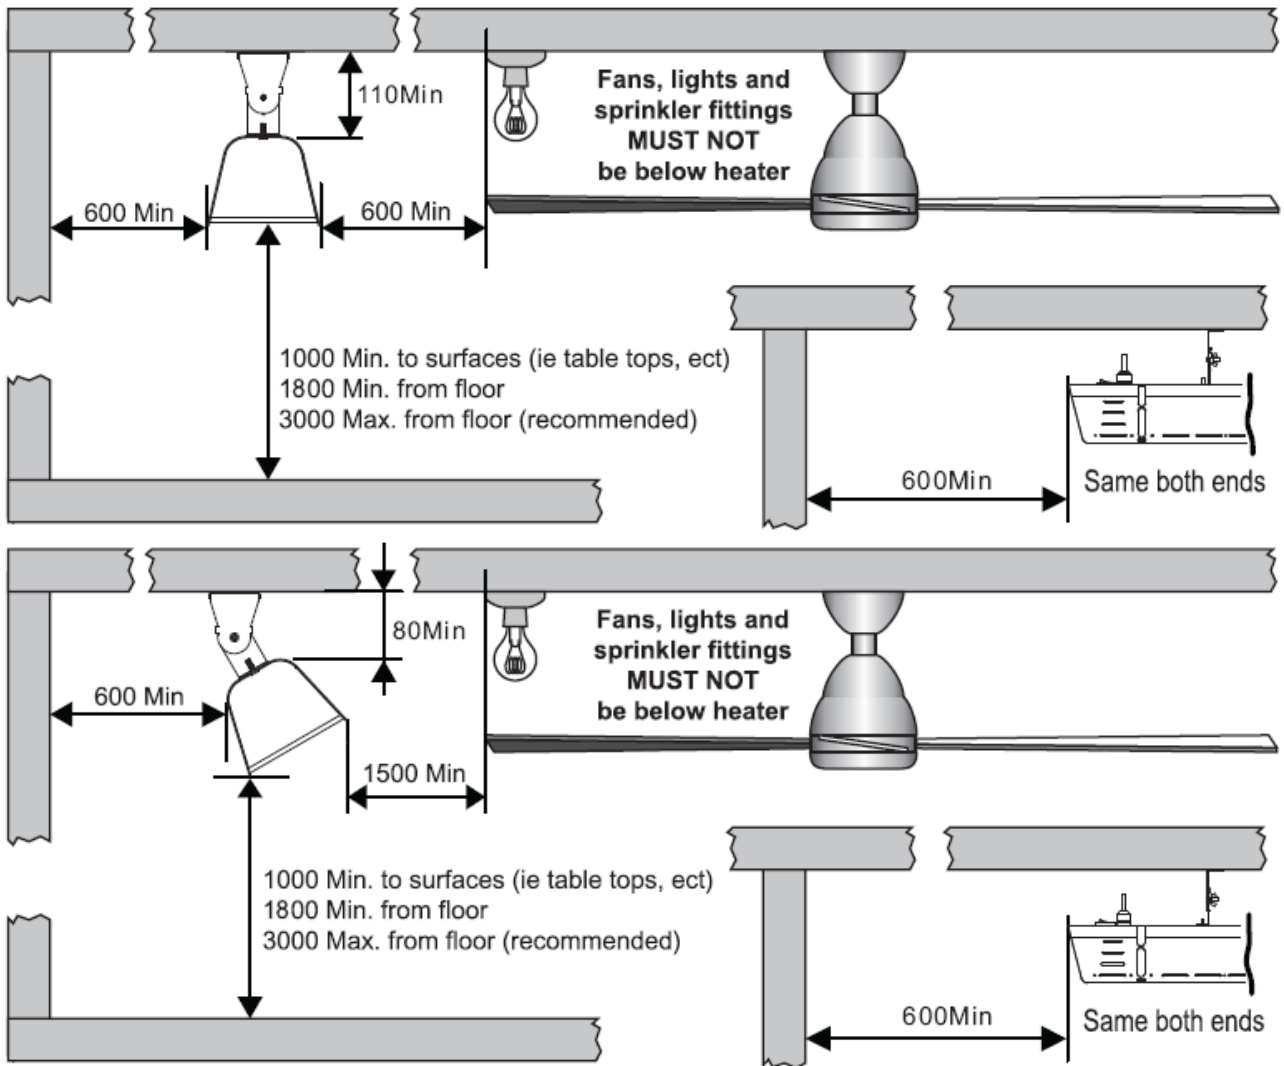 110Min
Fans, lights and
sprinkler fittings
MUST NOT
be below heater
600 Min
600 Min
1000 Min. to surfaces (ie table tops, ect)
1800 Min. from floor
3000 Max. from floor (recommended)
600Min
Same both ends
80Min
Fans, lights and
sprinkler fittings
MUST NOT
be below heater
600 Min
1500 Min
1000 Min. to surfaces (ie table tops, ect)
1800 Min. from floor
3000 Max. from floor (recommended)
600Min
Same both ends